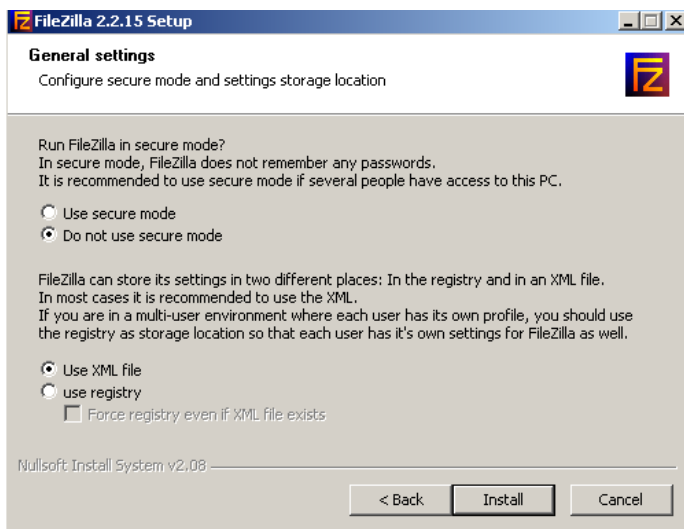 FileZilla 2.2.15 Setup
General settings
Configure secure mode and settings storage location
Run FileZilla in secure mode?
In secure mode, FileZilla does not remember any passwords.
It is recommended to use secure mode if several people have access to this PC.
Use secure mode
Do not use secure mode
FileZilla can store its settings in two different places: In the registry and in an XML file.
In most cases it is recommended to use the XML.
If you are in a multi-user environment where each user has its own profile, you should use
the registry as storage location so that each user has it's own settings for FileZilla as well.
Use XML file
use registry
Force registry even if XML file exists
Nullsoft Install System v2.08
< Back Install Cancel